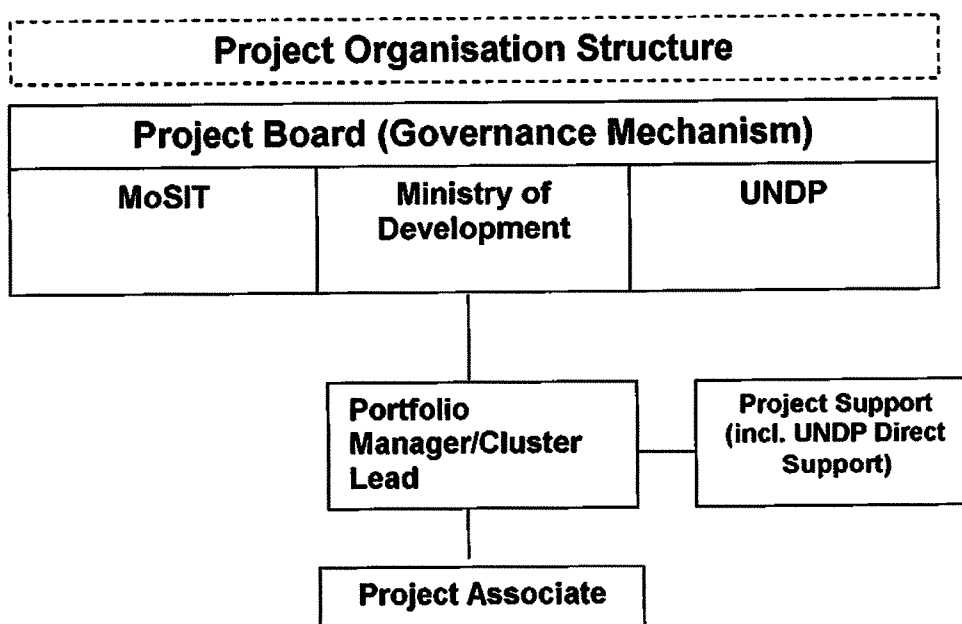 Project Organisation Structure
Project Board (Governance Mechanism)
MoSIT
Ministry of
Development
UNDP
Portfolio
Manager/Cluster
Lead
Project Support
(incl. UNDP Direct
Support)
Project Associate